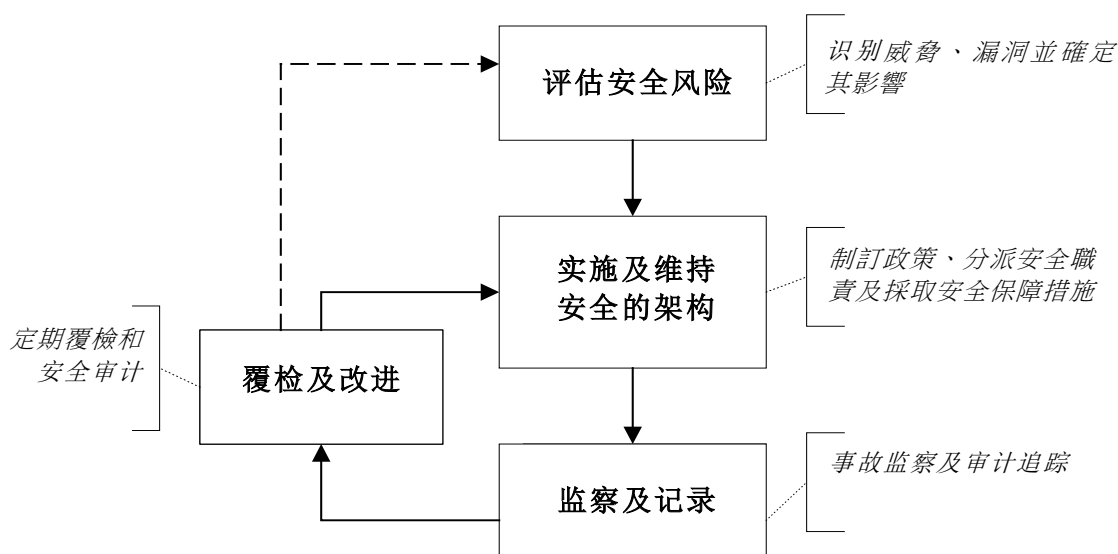 评估安全风险
识别威脅、漏洞並確定
其影響
实施及维持
安全的架构
制訂政策、分派安全職
責及採取安全保障措施
定期覆檢和
安全审计
覆检及改进
监察及记录
事故监察及审计追踪